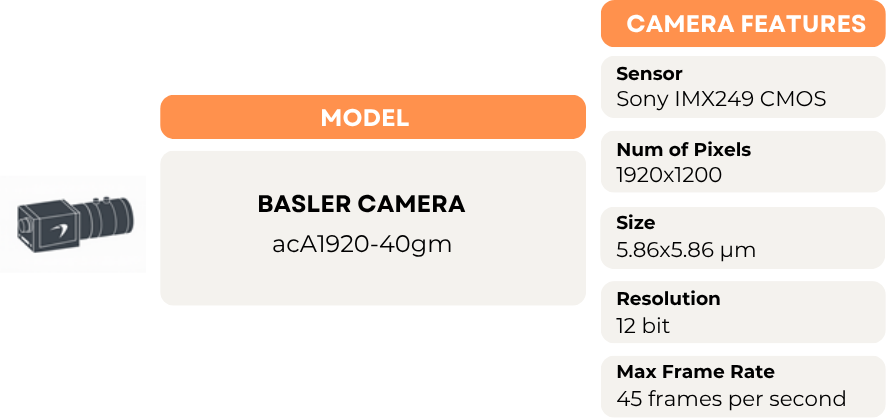 MODEL
BASLER CAMERA
acA1920-40gm
CAMERA FEATURES
Sensor
Sony IMX249 CMOS
Num of Pixels
1920x1200
Size
5.86x5.86 μm
Resolution
12 bit
Max Frame Rate
45 frames per second